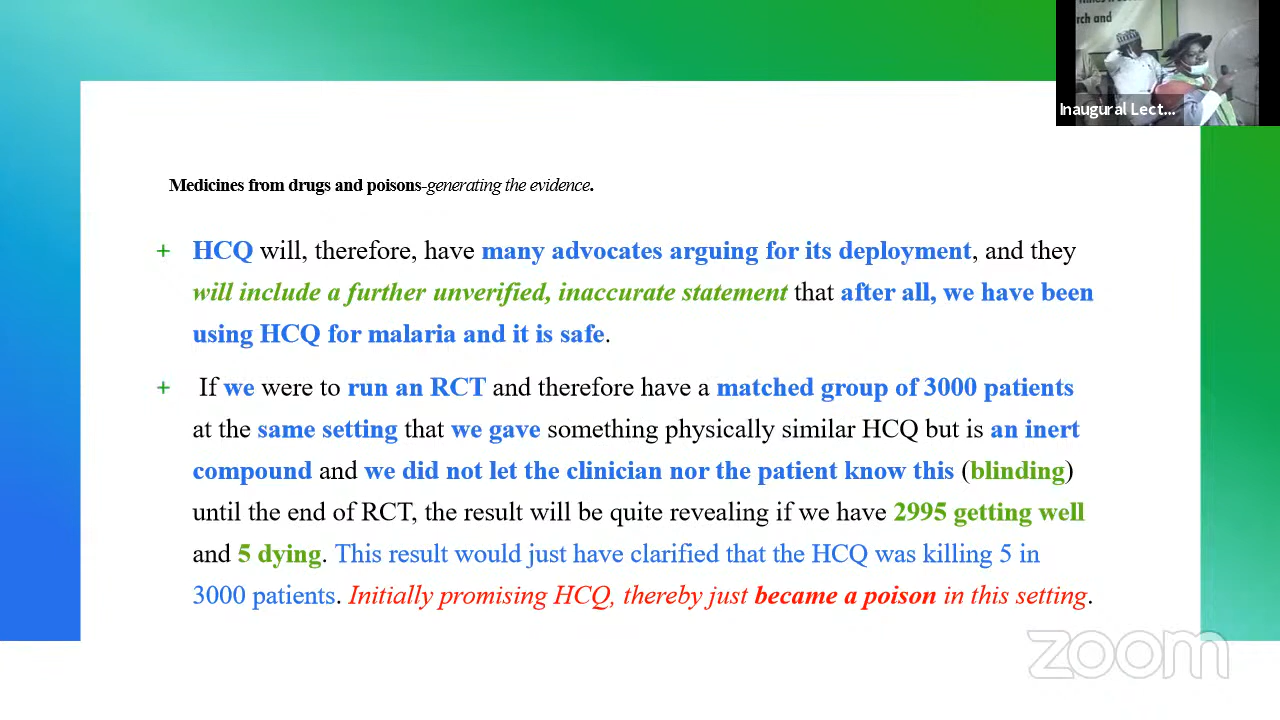 rch and
Inaugural Lect...
Medicines from drugs and poisons-generating the evidence.
+ HCQ will, therefore, have many advocates arguing for its deployment, and they
will include a further unverified, inaccurate statement that after all, we have been
using HCQ for malaria and it is safe.
+ If we were to run an RCT and therefore have a matched group of 3000 patients
at the same setting that we gave something physically similar HCQ but is an inert
compound and we did not let the clinician nor the patient know this (blinding)
until the end of RCT, the result will be quite revealing if we have 2995 getting well
and 5 dying. This result would just have clarified that the HCQ was killing 5 in
3000 patients. Initially promising HCQ, thereby just became a poison in this setting.
zoom